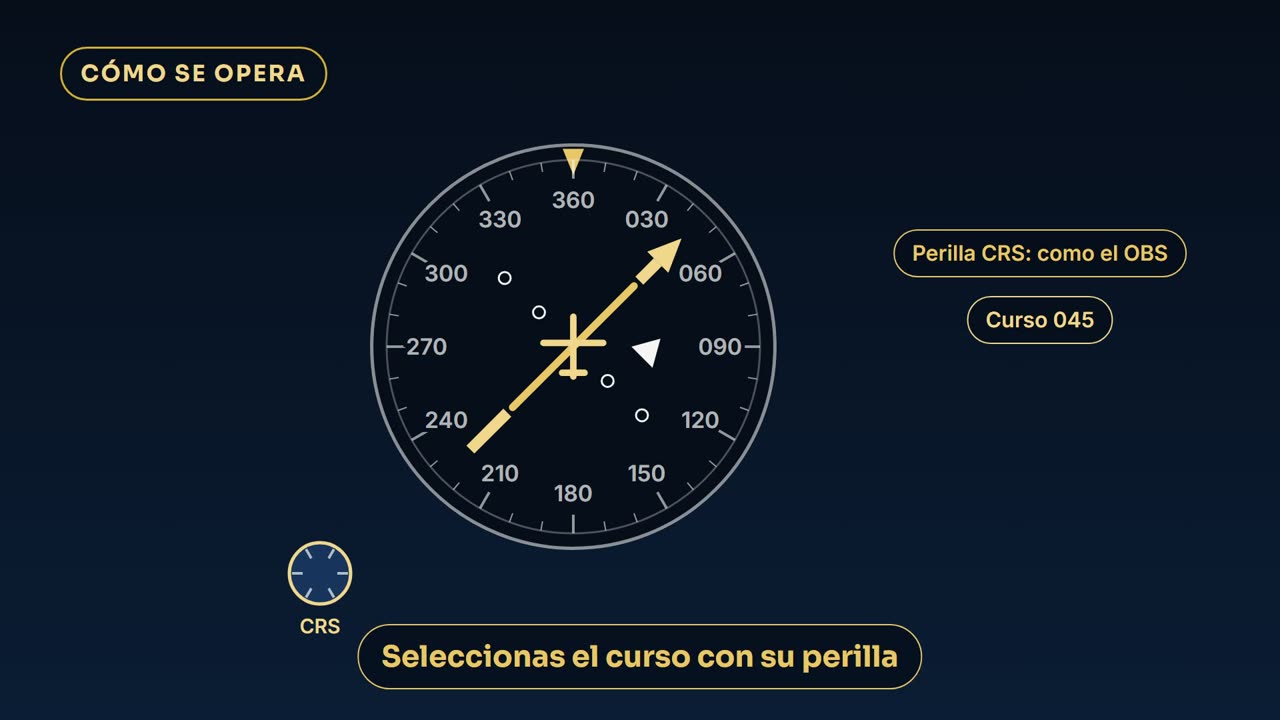 CÓMO SE OPERA
360
330
030
300
060
270
090
240
120
210
150
180
Perilla CRS: como el OBS
Curso 045
CRS
Seleccionas el curso con su perilla